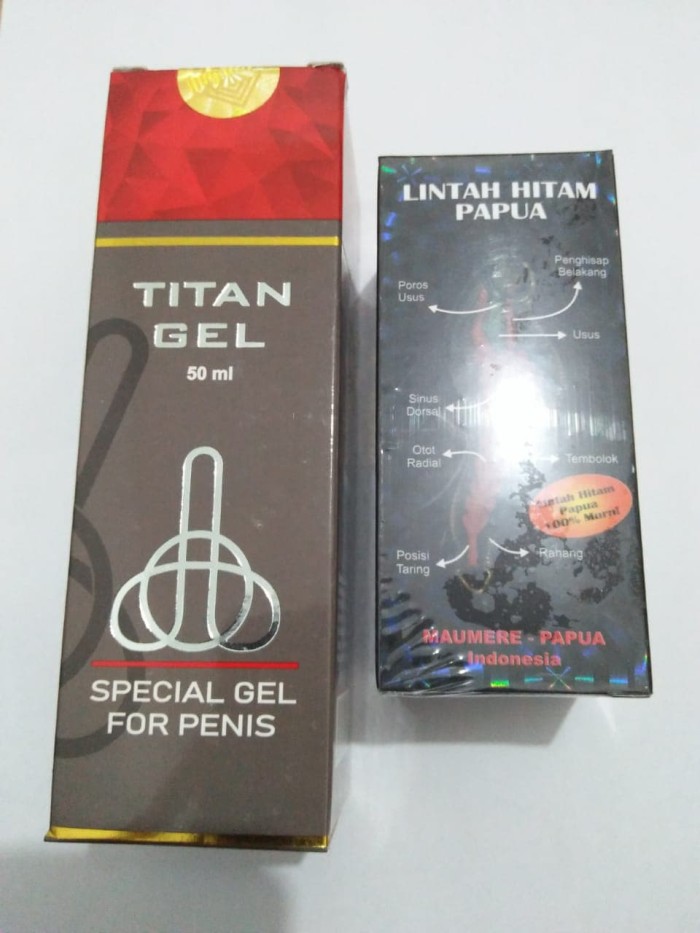 TITAN
GEL
50 ml
SPECIAL GEL
FOR PENIS
LINTAH HITAM
PAPUA
Penghisap
Belakang
Poros
Usus
Usus
Sinus
Dorsal
Otot
Radial
Tembolok
Lintah Hitam
Papua
100% Murni
Posisi
Taring
Rahang
MAUMERE - PAPUA
Indonesia